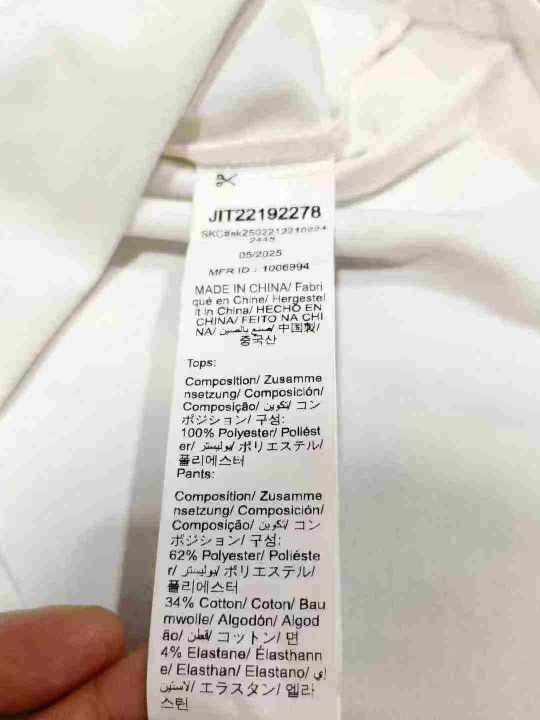 JIT22192278
SKC#sk2502212210224
2445
05/2025
MFR ID : 1006994
MADE IN CHINA/ Fabri
qué en Chine/ Hergestel
lt in China/ HECHO EN
CHINA/ FEITO NA CHI
NA/ صنع بالصين/ 中国製/
중국산
Tops:
Composition/ Zusamme
nsetzung/ Composición/
Composição/ تكوين/ コン
ポジション/ 구성:
100% Polyester/ Poliést
er/ بوليستر/ ポリエステル/
폴리에스터
Pants:
Composition/ Zusamme
nsetzung/ Composición/
Composição/ تكوين/ コン
ポジション/ 구성:
62% Polyester/ Poliéste
r/ بوليستر/ ポリエステル/
폴리에스터
34% Cotton/ Coton/ Bau
mwolle/ Algodón/ Algod
ão/ قطن/ コットン/ 면
4% Elastane/ Élasthann
e/ Elasthan/ Elastano/ إي
لاستين/ エラスタン/ 엘라
스틴